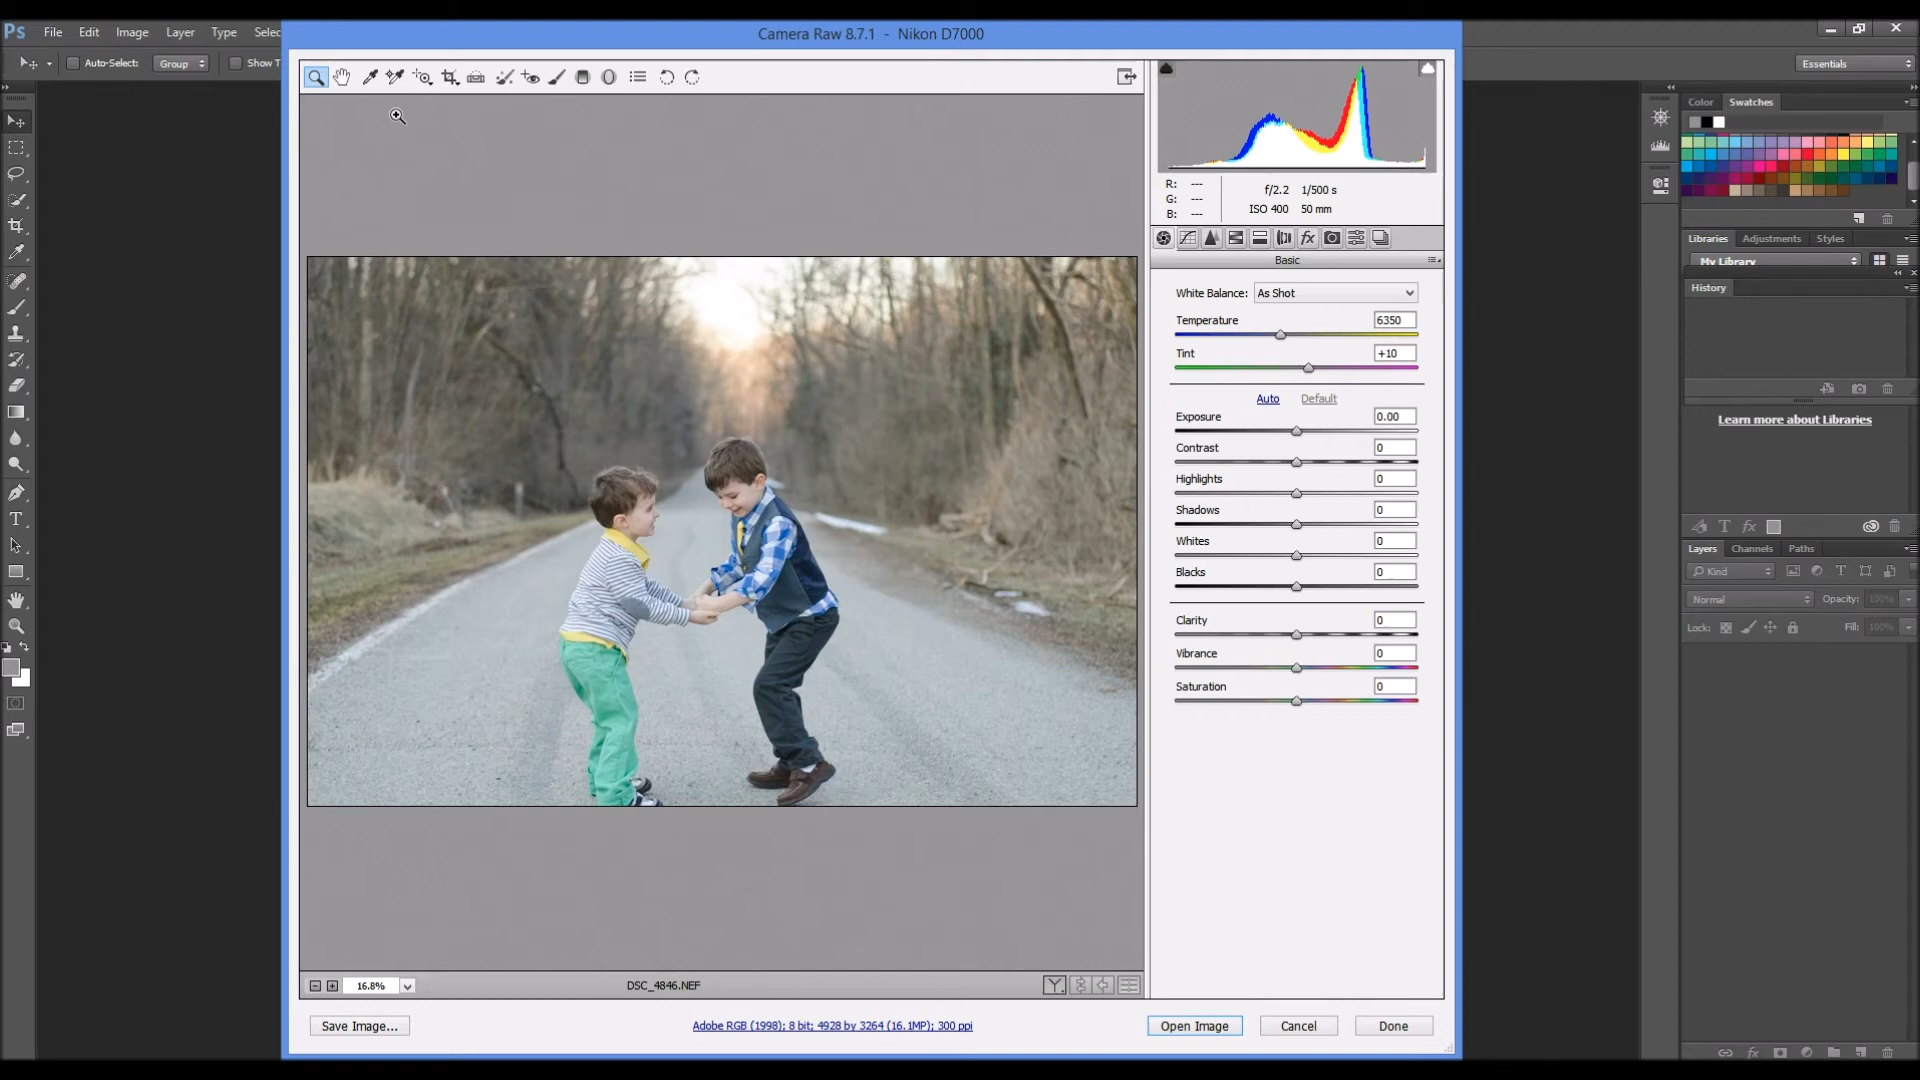 Ps File Edit Image Layer Type Selec
Camera Raw 8.7.1 - Nikon D7000
Auto-Select: Group Show T
Essentials
Color Swatches
R: ---
G: ---
B: ---
f/2.2 1/500 s
ISO 400 50 mm
Libraries Adjustments Styles
My Library
History
Learn more about Libraries
Basic
White Balance: As Shot
Temperature 6350
Tint +10
Auto Default
Exposure 0.00
Contrast 0
Highlights 0
Shadows 0
Whites 0
Blacks 0
Clarity 0
Vibrance 0
Saturation 0
Layers Channels Paths
Kind
Normal Opacity: 100%
Lock: Fill: 100%
16.8% DSC_4846.NEF
Save Image... Adobe RGB (1998); 8 bit; 4928 by 3264 (16.1MP); 300 ppi Open Image Cancel Done